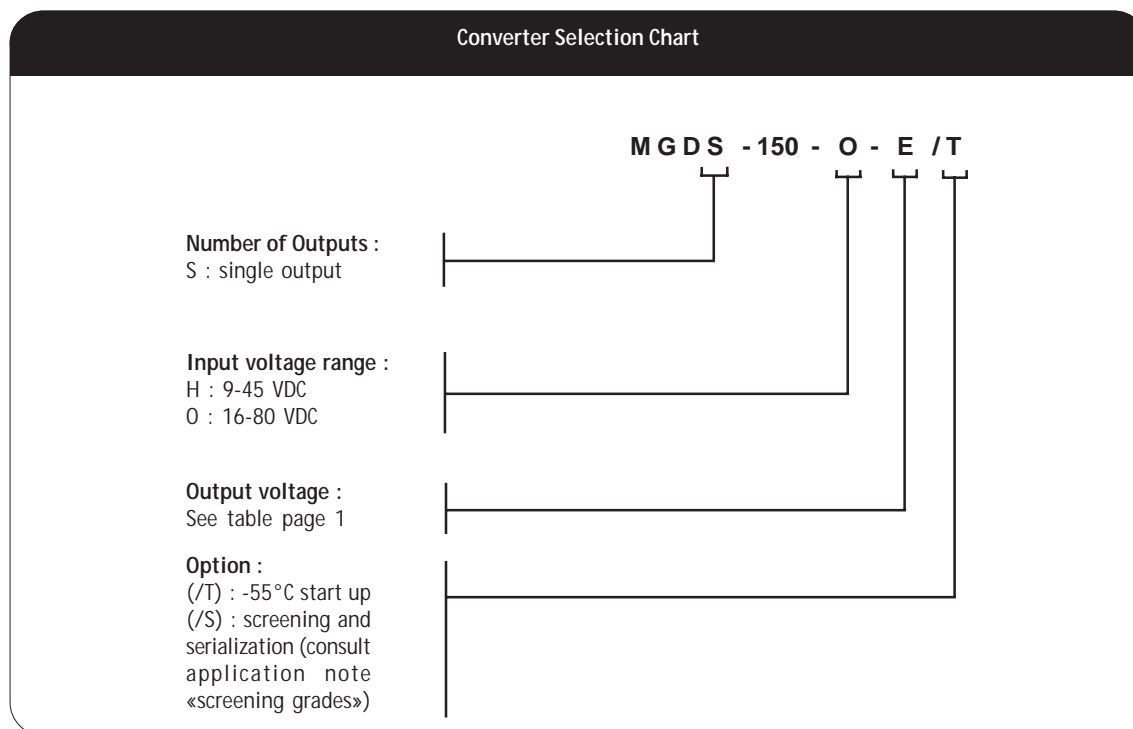 Converter Selection Chart
MGDS - 150 - O - E /T
Number of Outputs :
S : single output
Input voltage range :
H : 9-45 VDC
O : 16-80 VDC
Output voltage :
See table page 1
Option :
(/T) : -55°C start up
(/S) : screening and
serialization (consult
application note
«screening grades»)